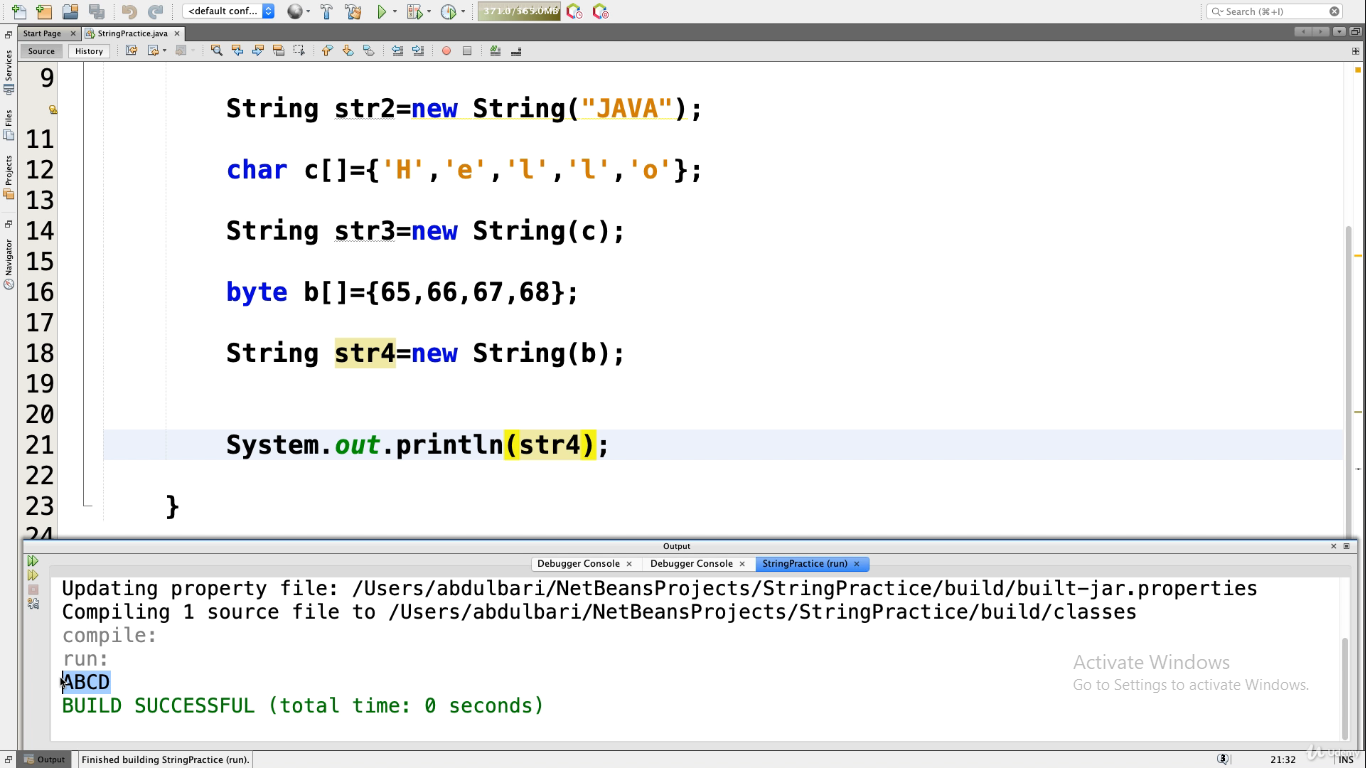 <default conf...
371.0/565.0MB
Search (⌘+I)
Start Page
StringPractice.java
Source
History
Services
Files
Projects
Navigator
9
String str2=new String("JAVA");
11
12 char c[]={'H','e','l','l','o'};
13
14 String str3=new String(c);
15
16 byte b[]={65,66,67,68};
17
18 String str4=new String(b);
19
20
21 System.out.println(str4);
22
23 }
24
Output
Debugger Console
Debugger Console
StringPractice (run)
Updating property file: /Users/abdulbari/NetBeansProjects/StringPractice/build/built-jar.properties
Compiling 1 source file to /Users/abdulbari/NetBeansProjects/StringPractice/build/classes
compile:
run:
ABCD
BUILD SUCCESSFUL (total time: 0 seconds)
Activate Windows
Go to Settings to activate Windows.
Output
Finished building StringPractice (run).
3
21:32
INS
Udemy